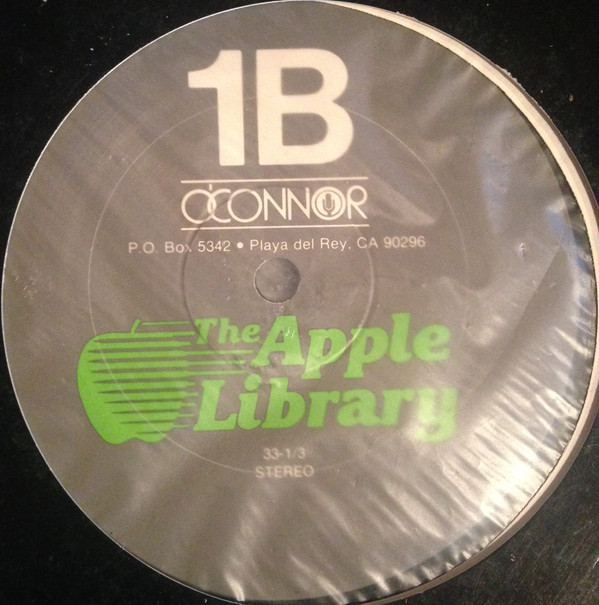 1B
O'CONNOR
P.O. Box 5342 • Playa del Rey, CA 90296
The Apple
Library
33-1/3
STEREO